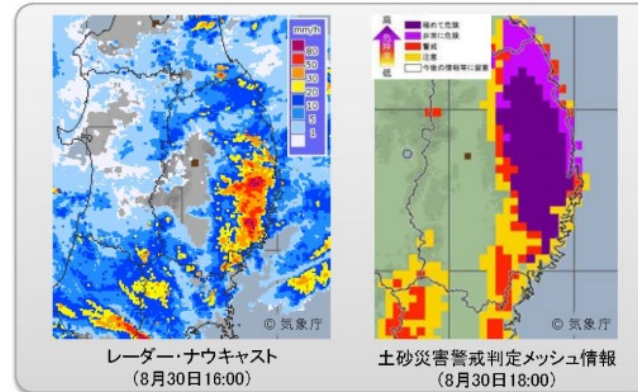 mm/h
80
50
30
20
10
5
1
© 気象庁
レーダー・ナウキャスト
(8月30日16:00)
高
危険度
低
極めて危険
非常に危険
警戒
注意
今後の情報等に留意
© 気象庁
土砂災害警戒判定メッシュ情報
(8月30日18:00)